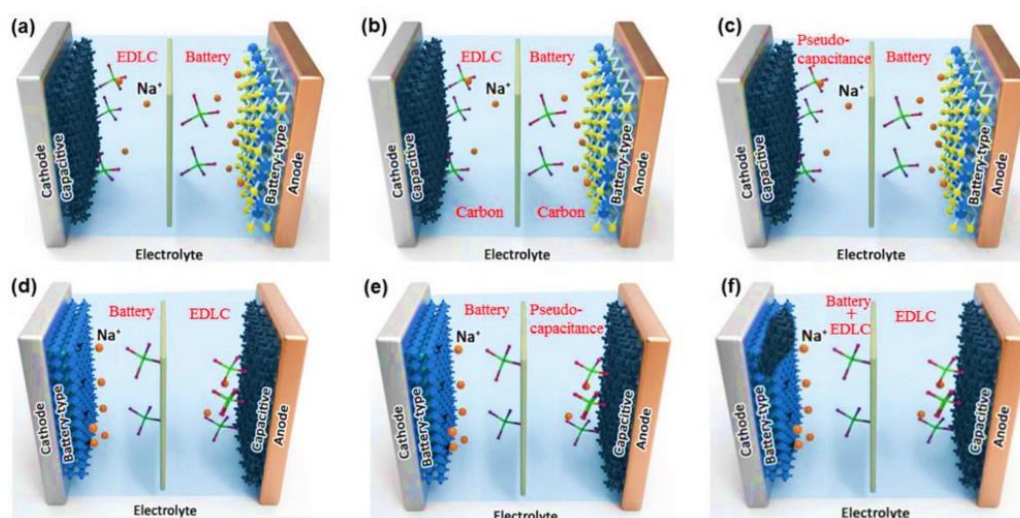 (a)
EDLC
Battery
Na⁺
Cathode
Capacitive
Battery-type
Anode
Electrolyte
(b)
EDLC
Battery
Na⁺
Cathode
Capacitive
Carbon
Carbon
Battery-type
Anode
Electrolyte
(c)
Pseudo-
capacitance
Battery
Na⁺
Cathode
Capacitive
Battery-type
Anode
Electrolyte
(d)
Battery
EDLC
Na⁺
Cathode
Battery-type
Capacitive
Anode
Electrolyte
(e)
Battery
Pseudo-
capacitance
Na⁺
Cathode
Battery-type
Capacitive
Anode
Electrolyte
(f)
Battery
+
EDLC
EDLC
Na⁺
Cathode
Battery-type
Capacitive
Anode
Electrolyte